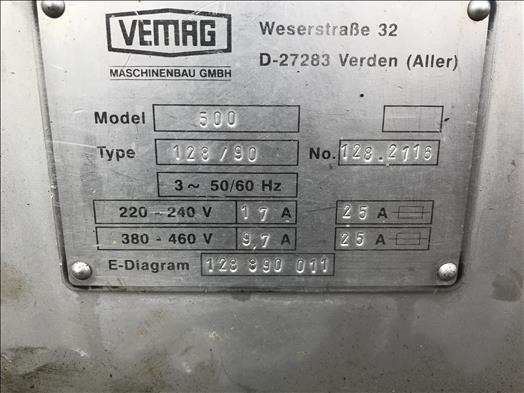 VEMAG
MASCHINENBAU GMBH
Weserstraße 32
D-27283 Verden (Aller)
Model 500
Type 128/90 No. 128.2116
3 ~ 50/60 Hz
220 - 240 V 17 A 25 A
380 - 460 V 9,7 A 25 A
E-Diagram 128 890 011